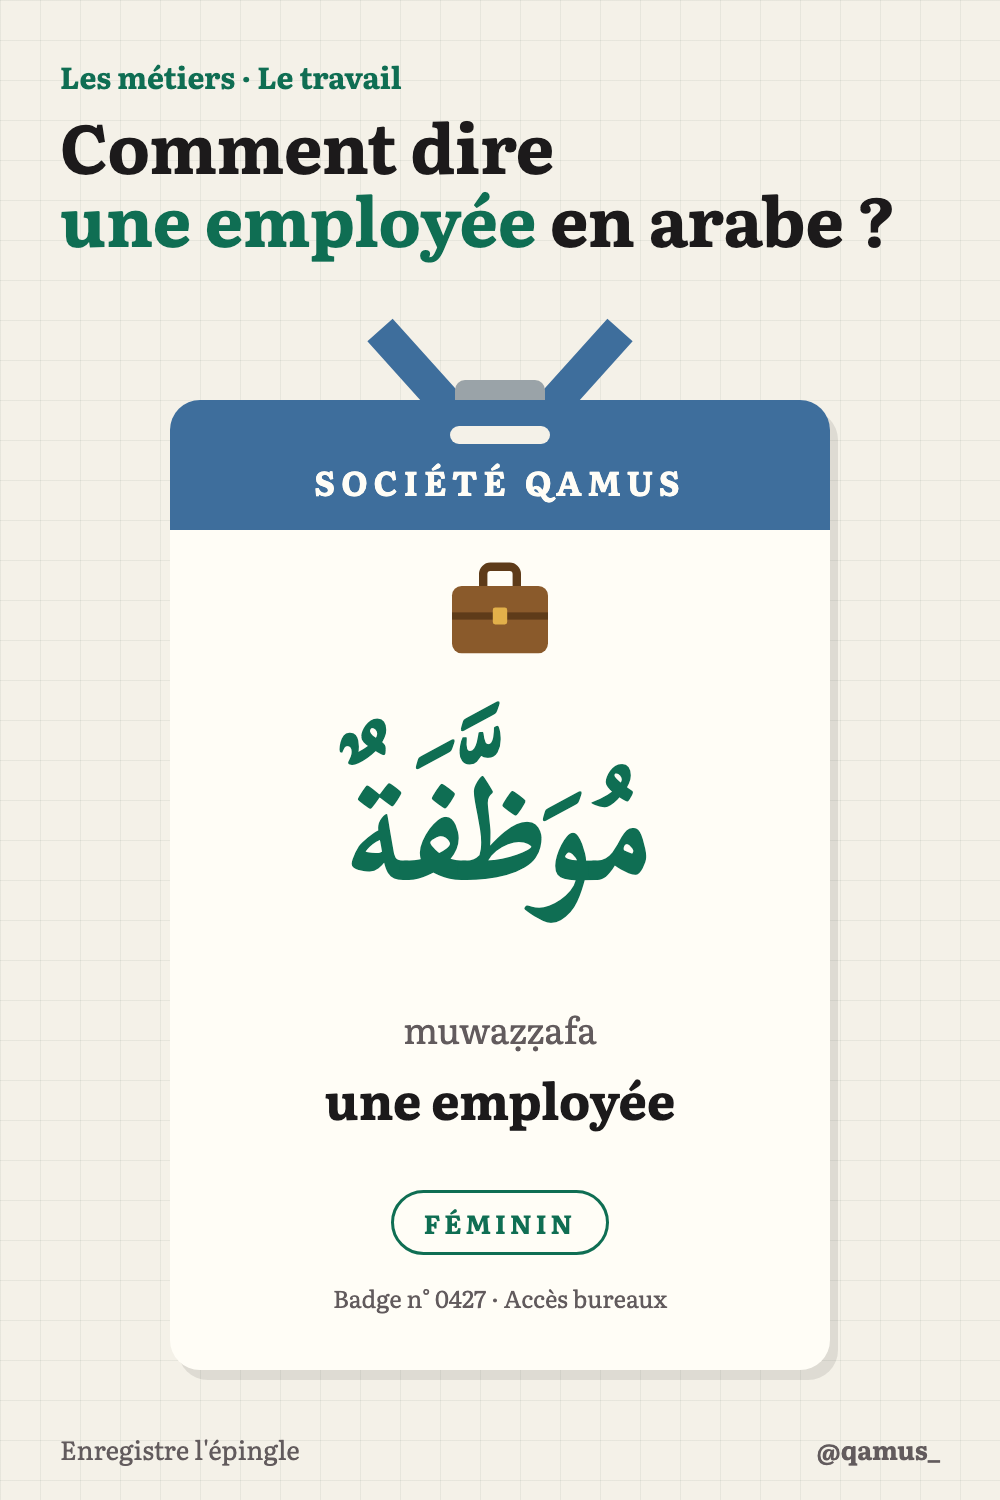 Les métiers · Le travail
Comment dire
une employée en arabe ?
SOCIÉTÉ QAMUS
مُوَظَّفَةٌ
muwaẓẓafa
une employée
FÉMININ
Badge n° 0427 · Accès bureaux
Enregistre l'épingle
@qamus_